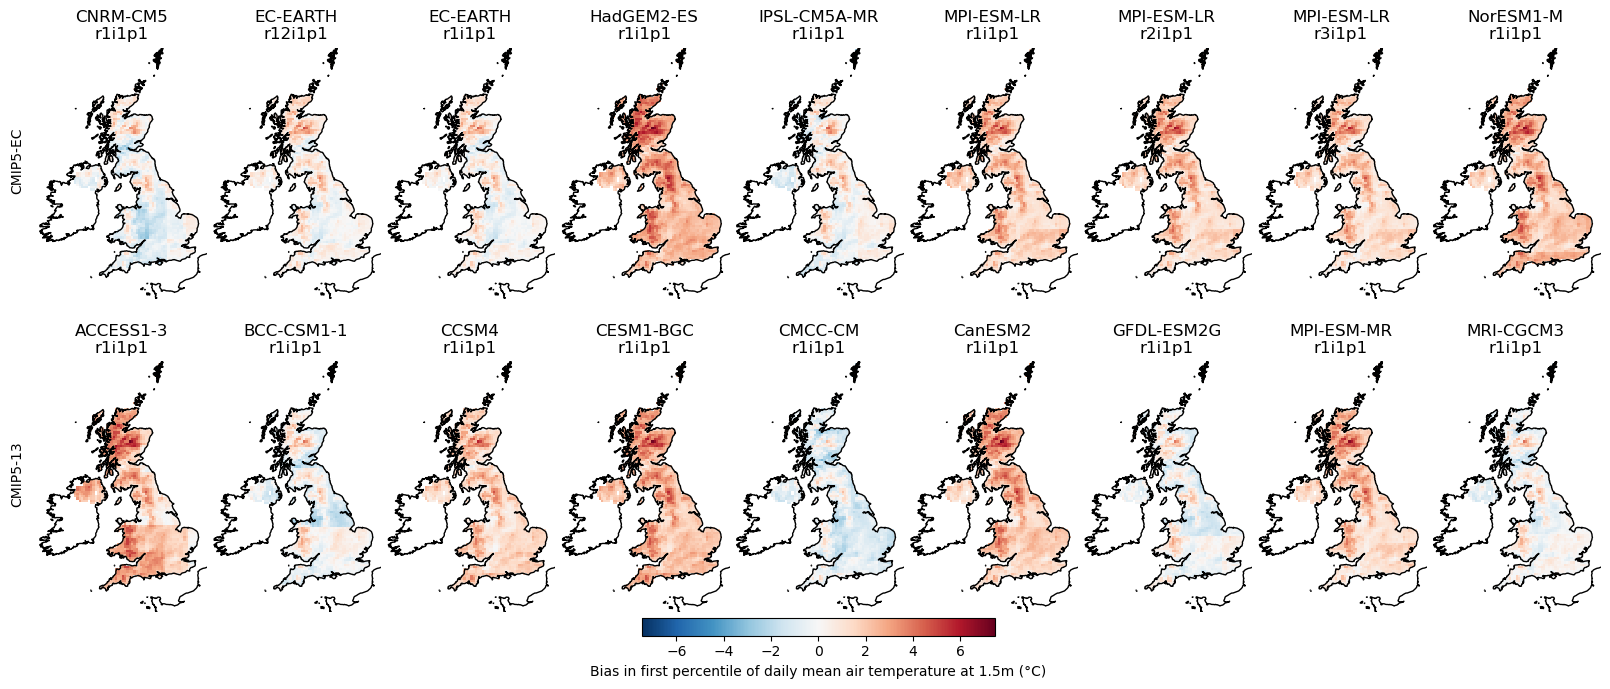 CNRM-CM5
r1i1p1
EC-EARTH
r12i1p1
EC-EARTH
r1i1p1
HadGEM2-ES
r1i1p1
IPSL-CM5A-MR
r1i1p1
MPI-ESM-LR
r1i1p1
MPI-ESM-LR
r2i1p1
MPI-ESM-LR
r3i1p1
NorESM1-M
r1i1p1
CMIP5-EC
ACCESS1-3
r1i1p1
BCC-CSM1-1
r1i1p1
CCSM4
r1i1p1
CESM1-BGC
r1i1p1
CMCC-CM
r1i1p1
CanESM2
r1i1p1
GFDL-ESM2G
r1i1p1
MPI-ESM-MR
r1i1p1
MRI-CGCM3
r1i1p1
CMIP5-13
−6 −4 −2 0 2 4 6
Bias in first percentile of daily mean air temperature at 1.5m (°C)